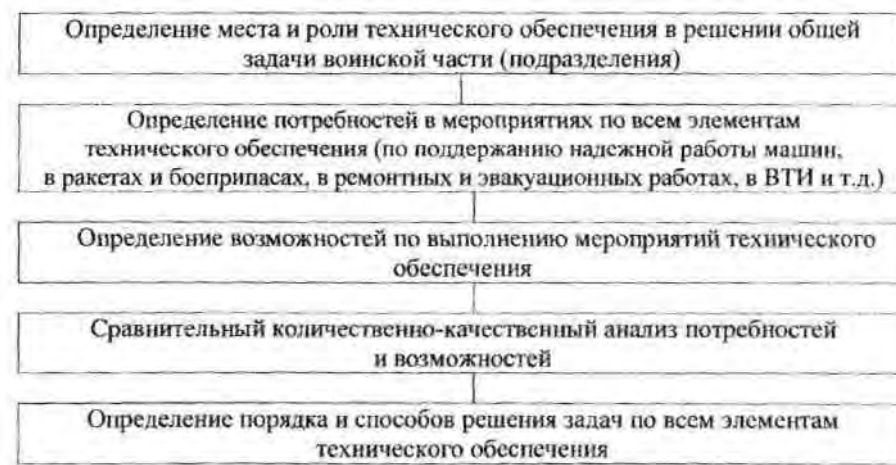 Определение места и роли технического обеспечения в решении общей
задачи воинской части (подразделения)
Определение потребностей в мероприятиях по всем элементам
технического обеспечения (по поддержанию надежной работы машин,
в ракетах и боеприпасах, в ремонтных и эвакуационных работах, в ВТИ и т.д.)
Определение возможностей по выполнению мероприятий технического
обеспечения
Сравнительный количественно-качественный анализ потребностей
и возможностей
Определение порядка и способов решения задач по всем элементам
технического обеспечения